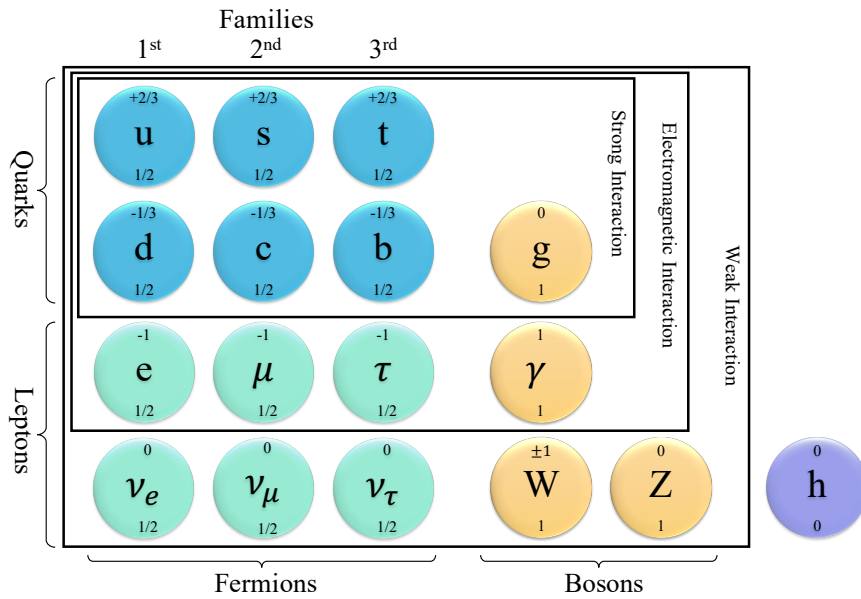 Families
1st 2nd 3rd
Quarks
+2/3 +2/3 +2/3
u s t
1/2 1/2 1/2
-1/3 -1/3 -1/3 0
d c b g
1/2 1/2 1/2 1
Strong Interaction
Electromagnetic Interaction
Weak Interaction
Leptons
-1 -1 -1 1
e μ τ γ
1/2 1/2 1/2 1
0 0 0 ±1 0 0
νe νμ ντ W Z h
1/2 1/2 1/2 1 1 0
Fermions Bosons